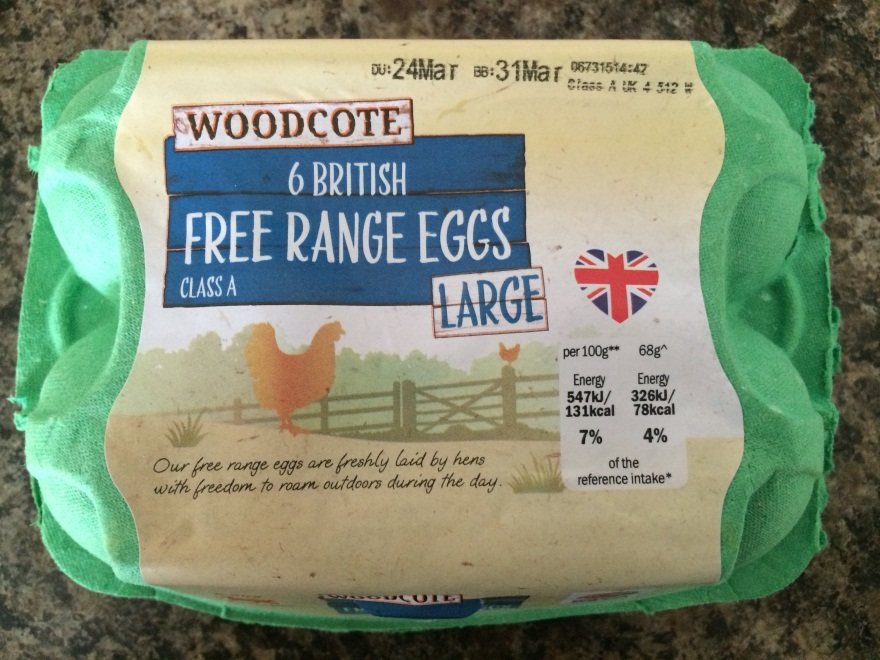 DU:24Mar BB:31Mar 06731514:42
Class A UK 4 512 W
WOODCOTE
6 BRITISH
FREE RANGE EGGS
CLASS A
LARGE
per 100g** 68g^
Energy Energy
547kJ/ 326kJ/
131kcal 78kcal
7% 4%
of the
reference intake*
Our free range eggs are freshly laid by hens
with freedom to roam outdoors during the day.
WOODCOTE